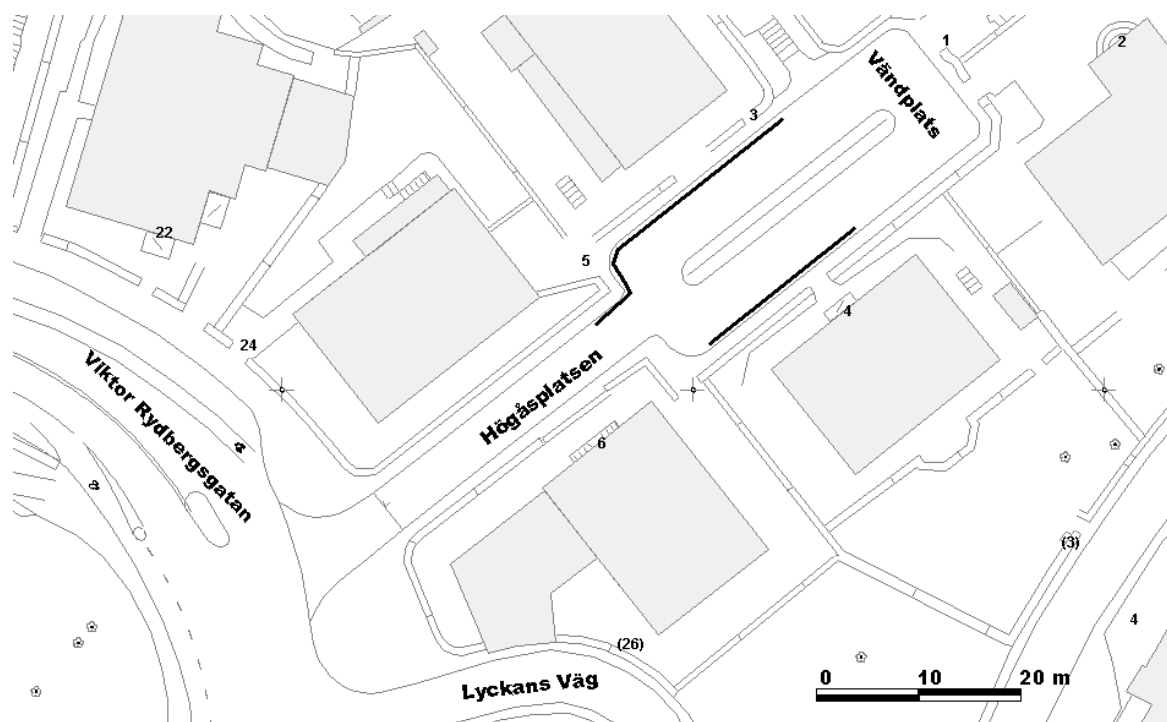 1
2
Vändplats
3
22
5
4
24
Viktor Rydbergsgatan
Högåsplatsen
6
(3)
4
(26)
Lyckans Väg
0 10 20 m